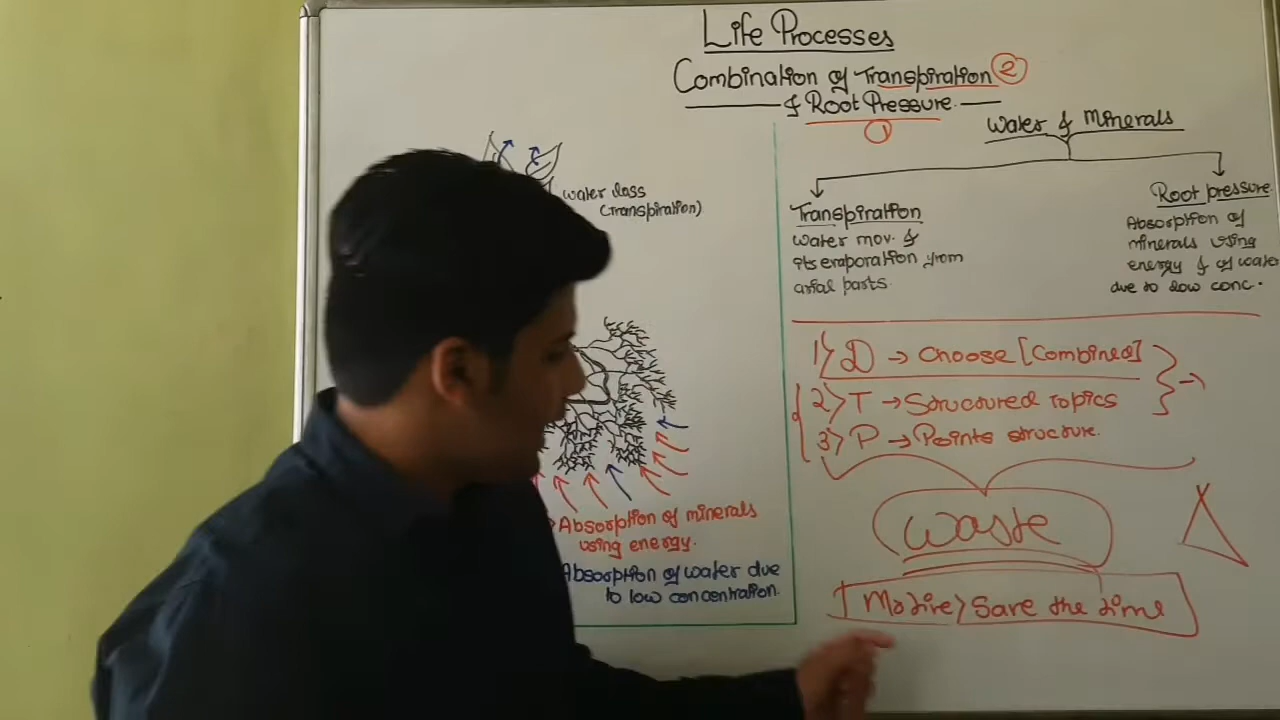 Life Processes
Combination of Transpiration ②
& Root Pressure
①
Water & Minerals
water loss
(Transpiration)
Transpiration
water mov. &
its evaporation from
arial parts.
Root pressure
Absorption of
minerals using
energy & of water
due to low conc.
1> D → Choose [Combined]
2> T → Structured Topics
3> P → Points structure.
Waste
Motive> Save the time
Absorption of minerals
using energy.
Absorption of water due
to low concentration.